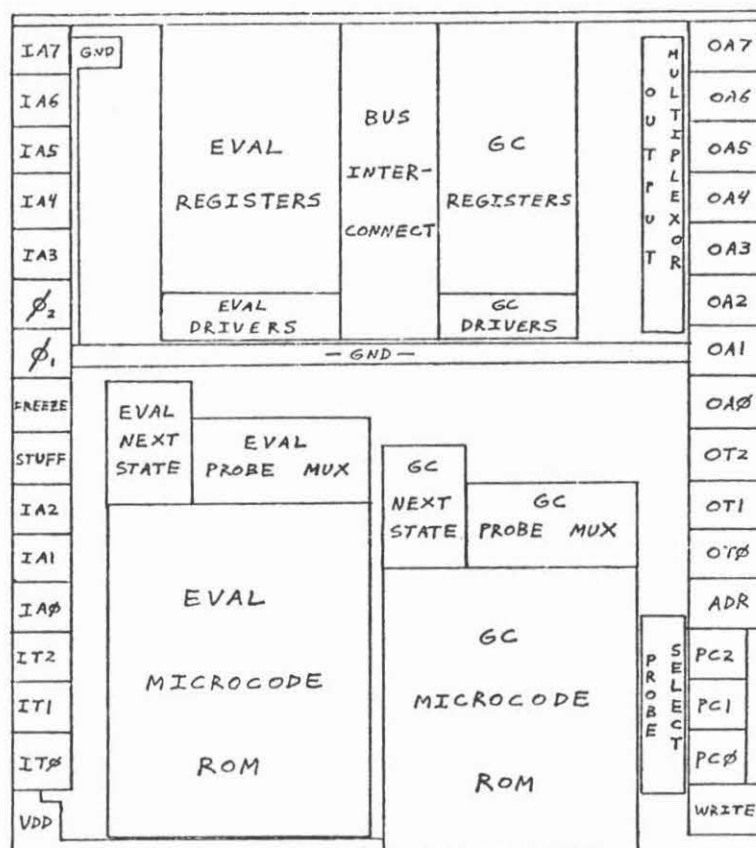 IA7
IA6
IA5
IA4
IA3
ϕ₂
ϕ₁
FREEZE
STUFF
IA2
IA1
IAØ
IT2
IT1
ITØ
VDD
GND
EVAL
REGISTERS
EVAL
DRIVERS
BUS
INTER-
CONNECT
GC
REGISTERS
GC
DRIVERS
OUTPUT
MULTIPLEXOR
— GND —
EVAL
NEXT
STATE
EVAL
PROBE MUX
EVAL
MICROCODE
ROM
GC
NEXT
STATE
GC
PROBE MUX
GC
MICROCODE
ROM
PROBE
SELECT
OA7
OA6
OA5
OA4
OA3
OA2
OA1
OAØ
OT2
OT1
OTØ
ADR
PC2
PC1
PCØ
WRITE